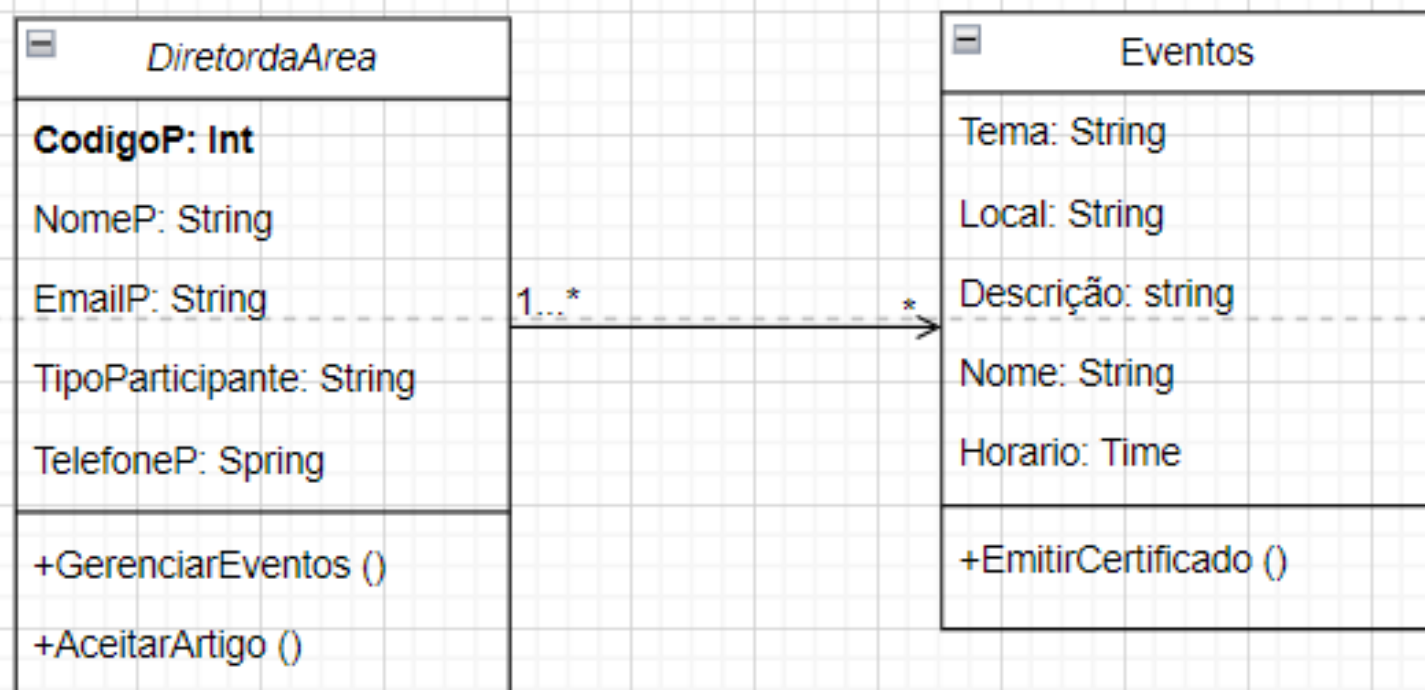 DiretordaArea
CodigoP: Int
NomeP: String
EmailP: String
TipoParticipante: String
TelefoneP: Spring
+GerenciarEventos ()
+AceitarArtigo ()
1...*
*
Eventos
Tema: String
Local: String
Descrição: string
Nome: String
Horario: Time
+EmitirCertificado ()